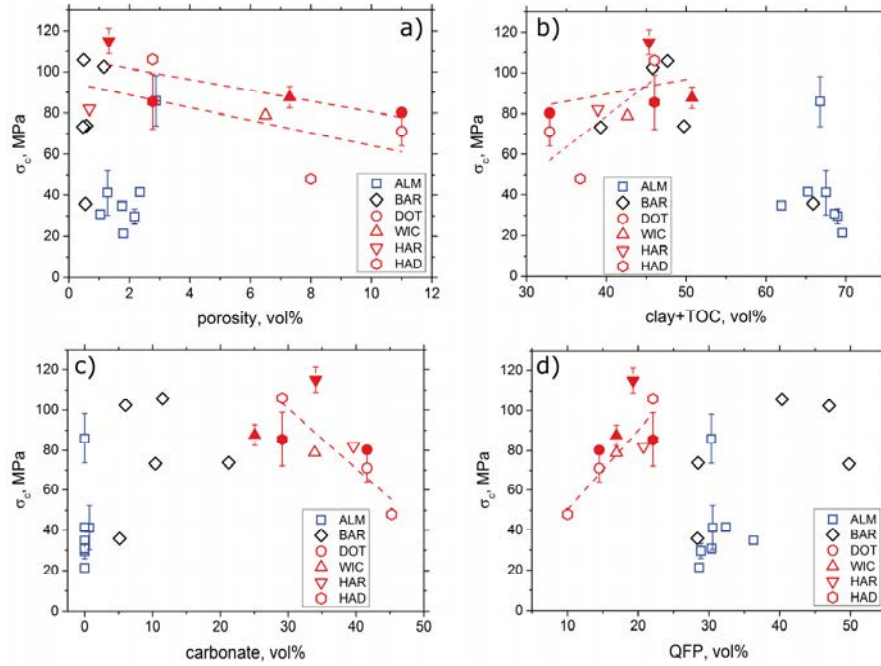 a)
120
100
80
60
40
20
0
σc, MPa
0 2 4 6 8 10 12
porosity, vol%
ALM
BAR
DOT
WIC
HAR
HAD
b)
120
100
80
60
40
20
0
σc, MPa
30 40 50 60 70
clay+TOC, vol%
ALM
BAR
DOT
WIC
HAR
HAD
c)
120
100
80
60
40
20
0
σc, MPa
0 10 20 30 40 50
carbonate, vol%
ALM
BAR
DOT
WIC
HAR
HAD
d)
120
100
80
60
40
20
0
σc, MPa
10 20 30 40 50
QFP, vol%
ALM
BAR
DOT
WIC
HAR
HAD